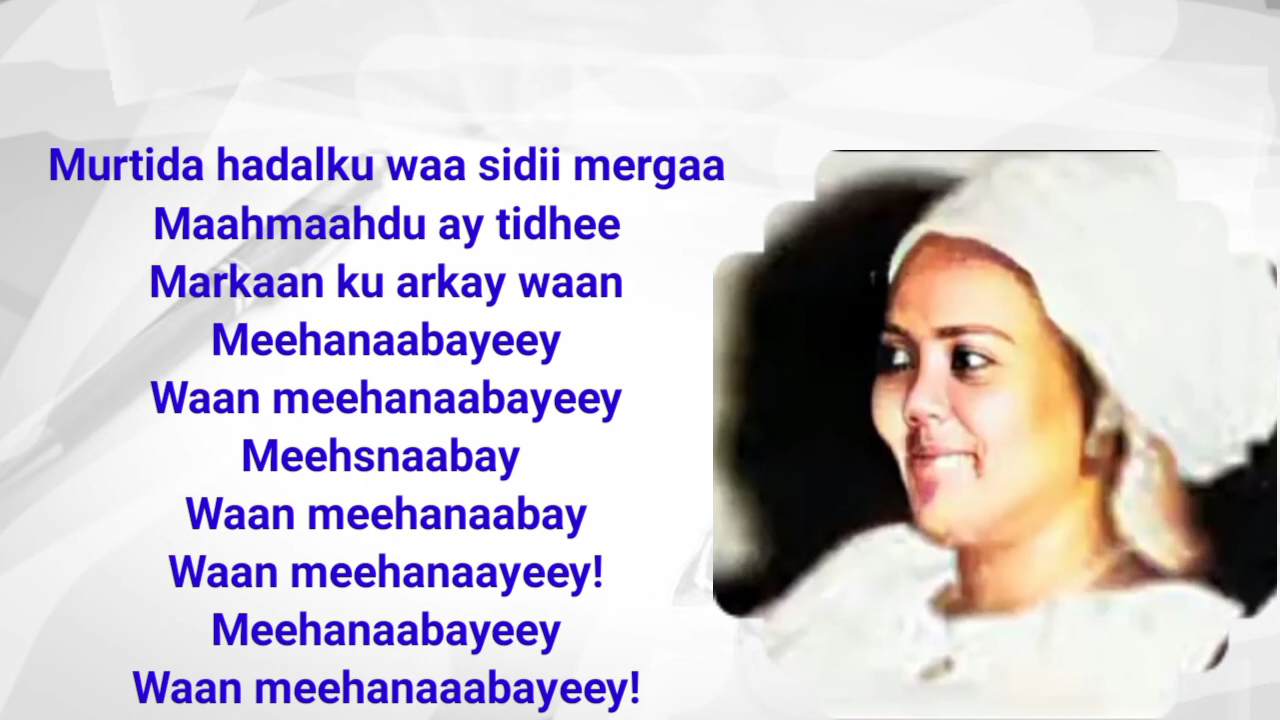 Murtida hadalku waa sidii mergaa
Maahmaahdu ay tidhee
Markaan ku arkay waan
Meehanaabayeey
Waan meehanaabayeey
Meehsnaabay
Waan meehanaabay
Waan meehanaayeey!
Meehanaabayeey
Waan meehanaaabayeey!